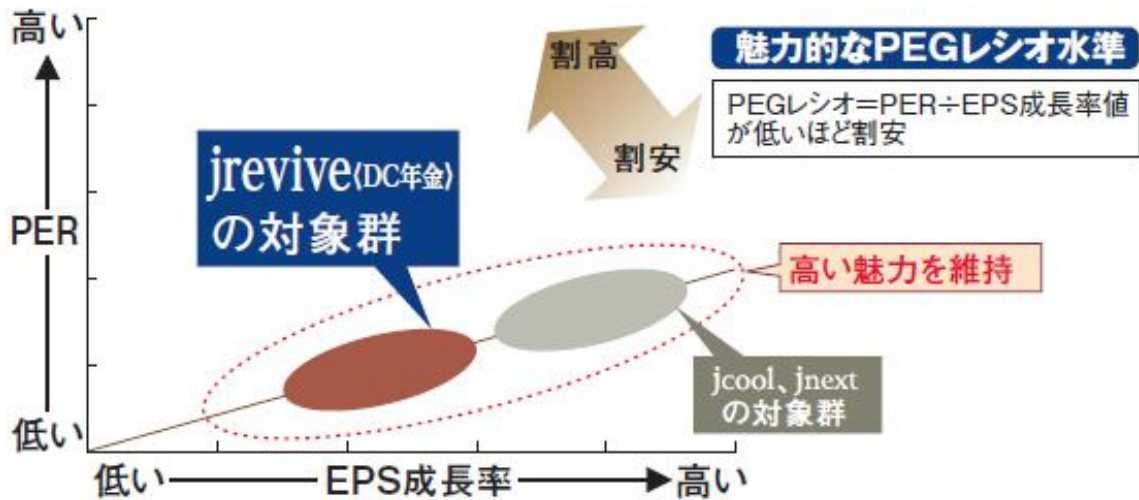 高い
割高
割安
魅力的なPEGレシオ水準
PEGレシオ=PER÷EPS成長率値
が低いほど割安
jrevive〈DC年金〉
の対象群
PER
高い魅力を維持
jcool、jnext
の対象群
低い
低い
EPS成長率
高い